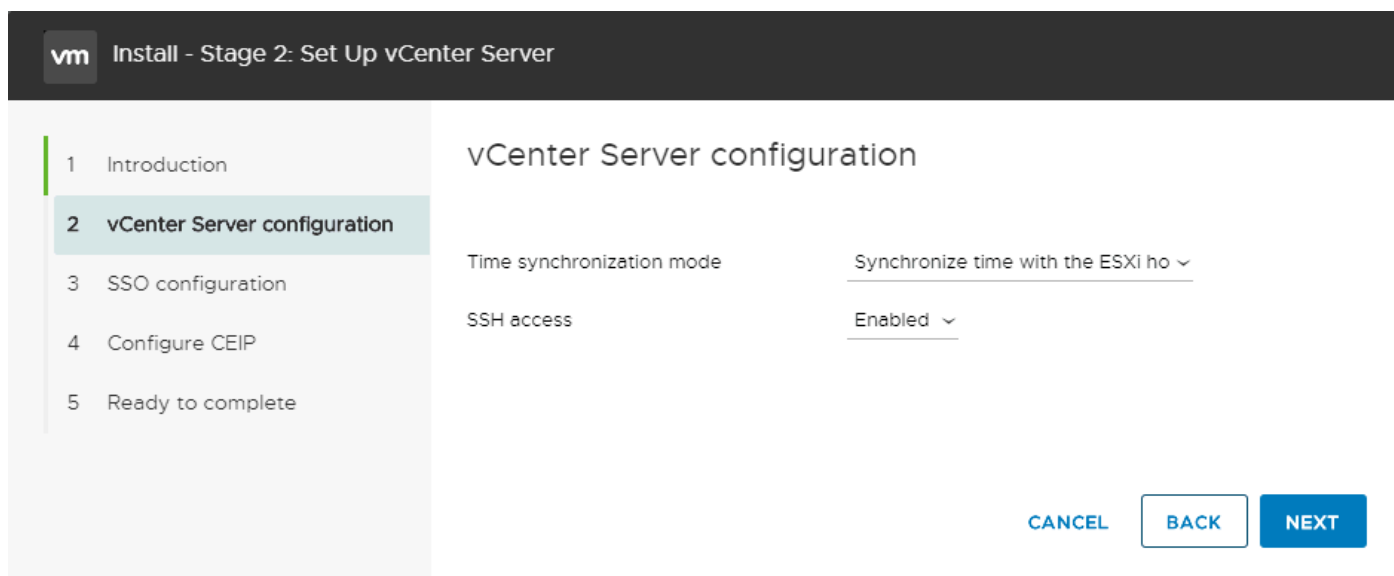 vm Install - Stage 2: Set Up vCenter Server
1 Introduction
2 vCenter Server configuration
3 SSO configuration
4 Configure CEIP
5 Ready to complete
vCenter Server configuration
Time synchronization mode Synchronize time with the ESXi ho
SSH access Enabled
CANCEL BACK NEXT